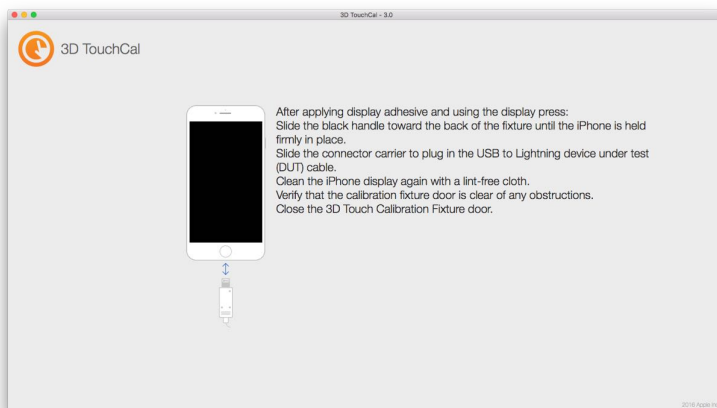 3D TouchCal - 3.0
3D TouchCal
After applying display adhesive and using the display press:
Slide the black handle toward the back of the fixture until the iPhone is held
firmly in place.
Slide the connector carrier to plug in the USB to Lightning device under test
(DUT) cable.
Clean the iPhone display again with a lint-free cloth.
Verify that the calibration fixture door is clear of any obstructions.
Close the 3D Touch Calibration Fixture door.
Apple